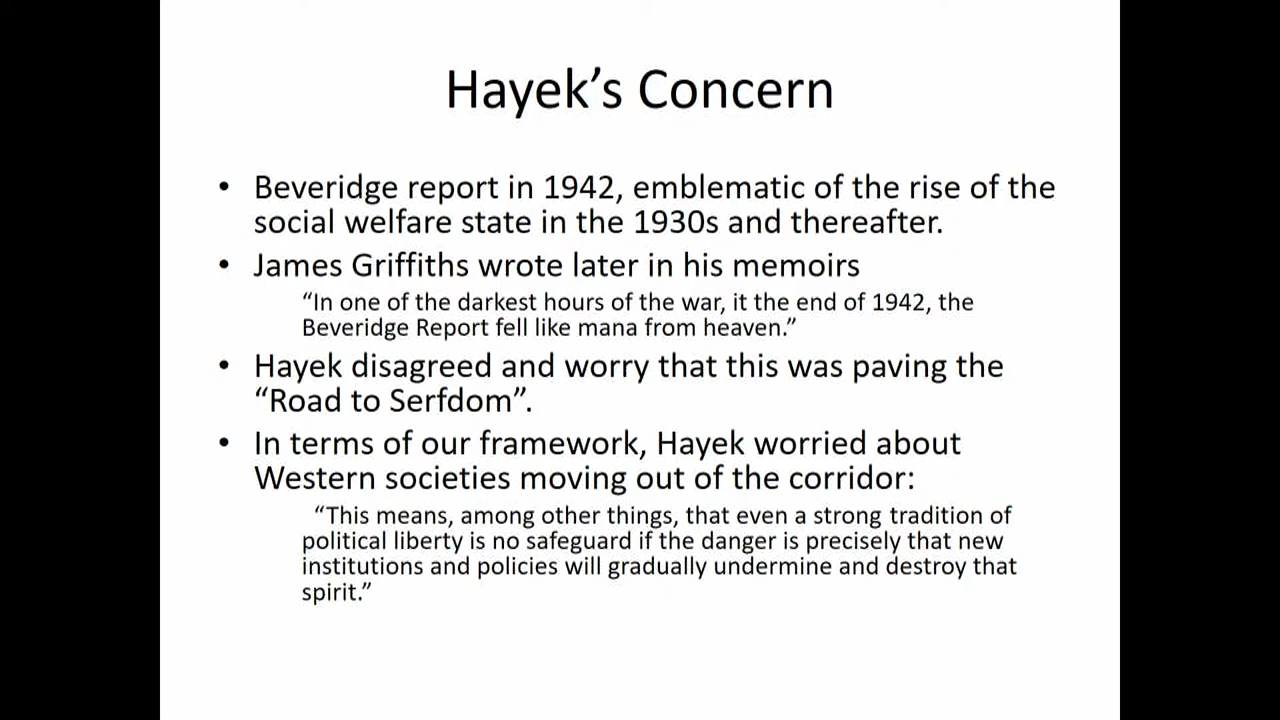 Hayek’s Concern
• Beveridge report in 1942, emblematic of the rise of the
social welfare state in the 1930s and thereafter.
• James Griffiths wrote later in his memoirs
“In one of the darkest hours of the war, it the end of 1942, the
Beveridge Report fell like mana from heaven.”
• Hayek disagreed and worry that this was paving the
“Road to Serfdom”.
• In terms of our framework, Hayek worried about
Western societies moving out of the corridor:
“This means, among other things, that even a strong tradition of
political liberty is no safeguard if the danger is precisely that new
institutions and policies will gradually undermine and destroy that
spirit.”